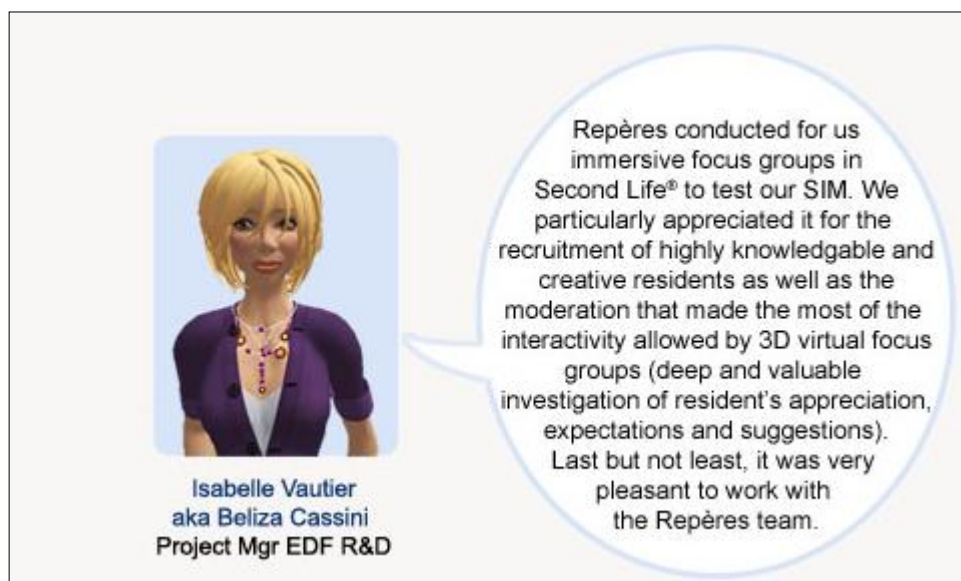 Repères conducted for us
immersive focus groups in
Second Life® to test our SIM. We
particularly appreciated it for the
recruitment of highly knowledgable and
creative residents as well as the
moderation that made the most of the
interactivity allowed by 3D virtual focus
groups (deep and valuable
investigation of resident's appreciation,
expectations and suggestions).
Last but not least, it was very
pleasant to work with
the Repères team.
Isabelle Vautier
aka Beliza Cassini
Project Mgr EDF R&D